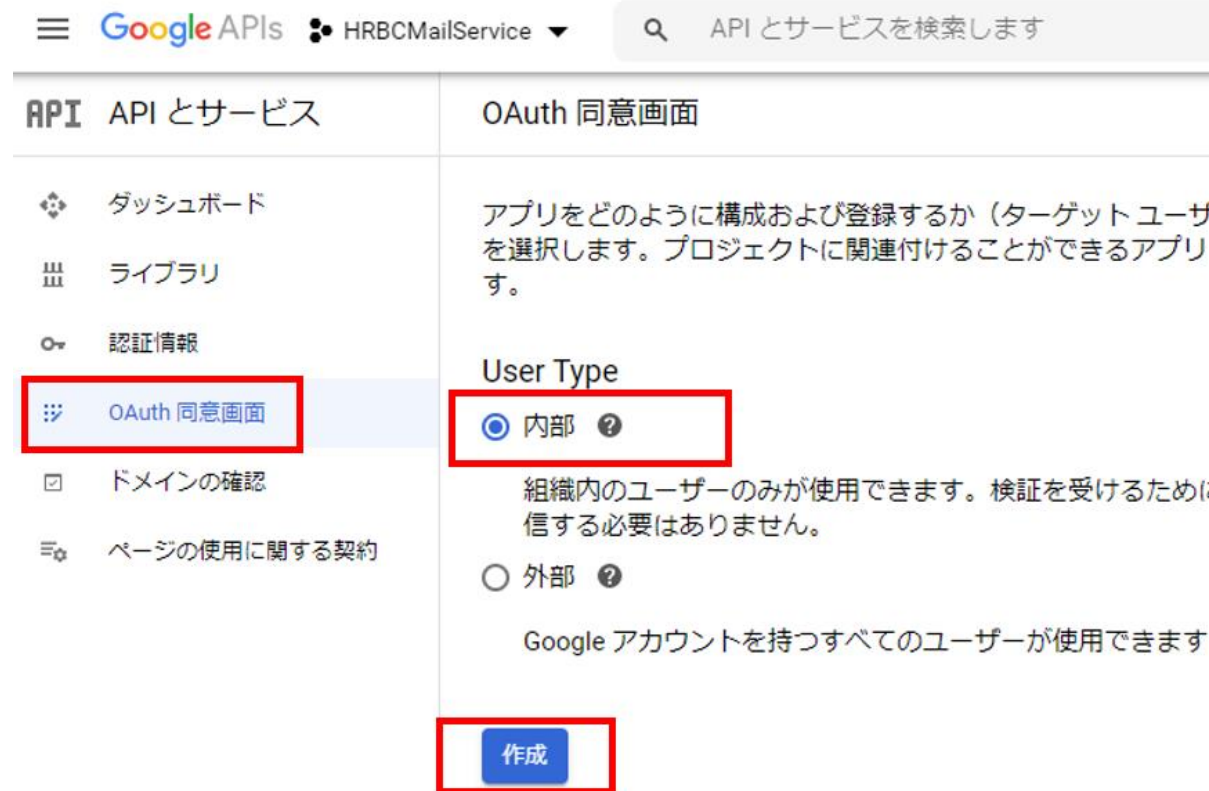 Google APIs HRBCMailService API とサービスを検索します
API API とサービス
OAuth 同意画面
ダッシュボード
ライブラリ
認証情報
OAuth 同意画面
ドメインの確認
ページの使用に関する契約
アプリをどのように構成および登録するか（ターゲット ユーザ
を選択します。プロジェクトに関連付けることができるアプリ
す。
User Type
内部
組織内のユーザーのみが使用できます。検証を受けるために
信する必要はありません。
外部
Google アカウントを持つすべてのユーザーが使用できます
作成